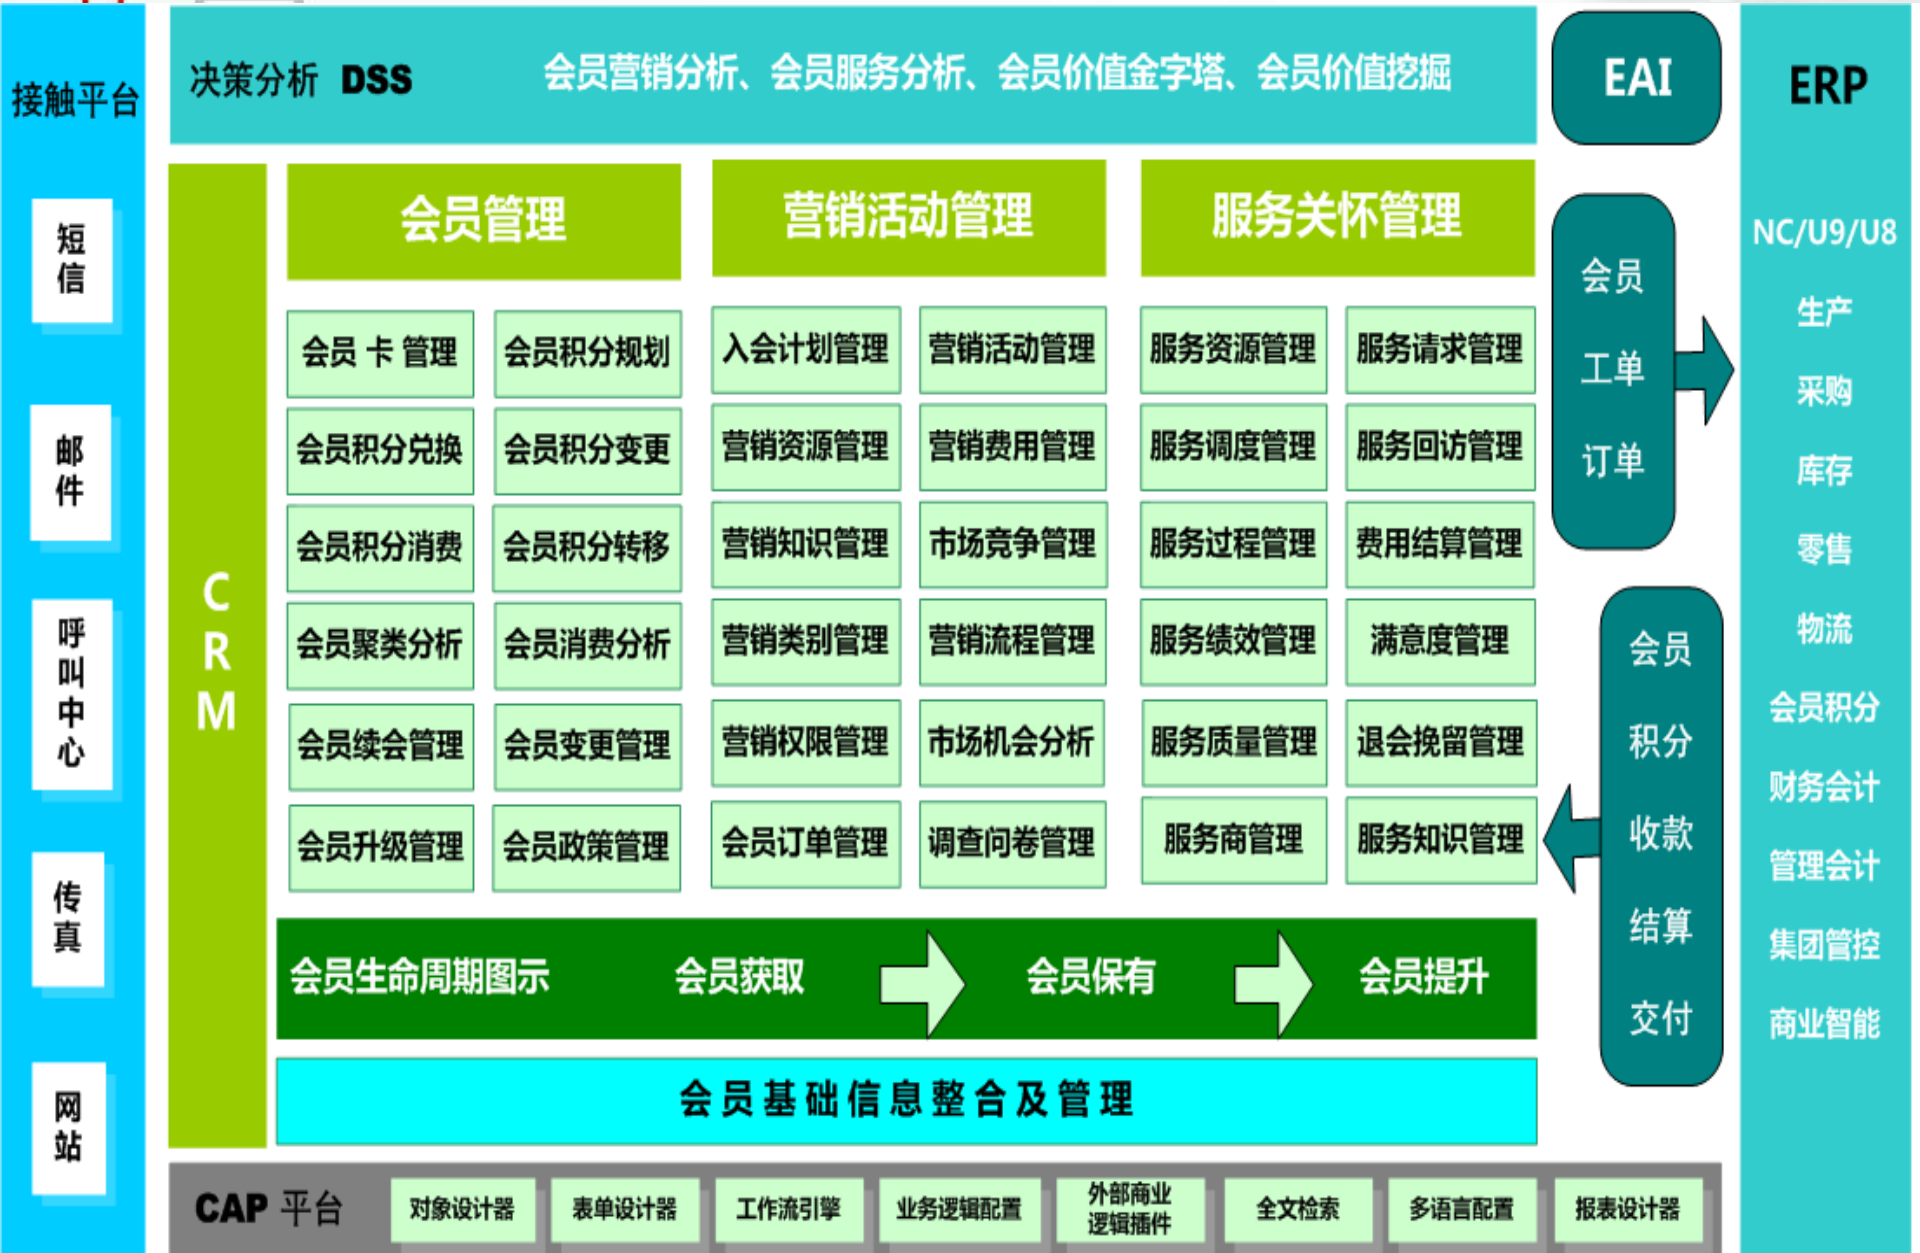 接触平台
短信
邮件
呼叫中心
传真
网站
决策分析 DSS
会员营销分析、会员服务分析、会员价值金字塔、会员价值挖掘
CRM
会员管理
会员 卡 管理
会员积分规划
会员积分兑换
会员积分变更
会员积分消费
会员积分转移
会员聚类分析
会员消费分析
会员续会管理
会员变更管理
会员升级管理
会员政策管理
营销活动管理
入会计划管理
营销活动管理
营销资源管理
营销费用管理
营销知识管理
市场竞争管理
营销类别管理
营销流程管理
营销权限管理
市场机会分析
会员订单管理
调查问卷管理
服务关怀管理
服务资源管理
服务请求管理
服务调度管理
服务回访管理
服务过程管理
费用结算管理
服务绩效管理
满意度管理
服务质量管理
退会挽留管理
服务商管理
服务知识管理
会员生命周期图示
会员获取
会员保有
会员提升
会员基础信息整合及管理
CAP 平台
对象设计器
表单设计器
工作流引擎
业务逻辑配置
外部商业
逻辑插件
全文检索
多语言配置
报表设计器
EAI
会员
工单
订单
会员
积分
收款
结算
交付
ERP
NC/U9/U8
生产
采购
库存
零售
物流
会员积分
财务会计
管理会计
集团管控
商业智能